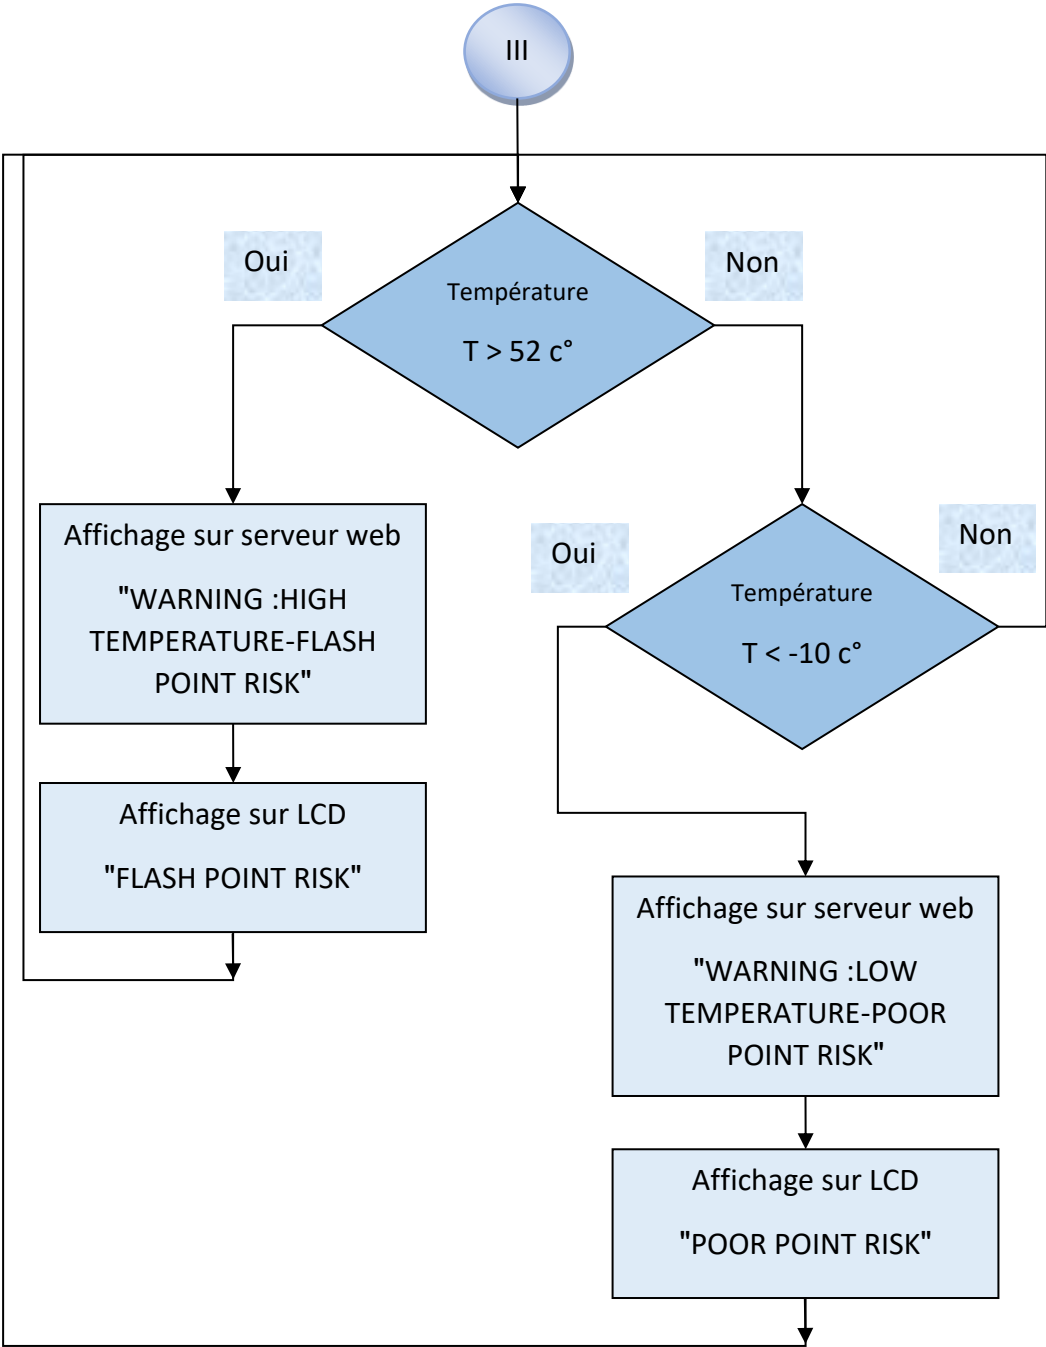 III
Oui
Non
Température
T > 52 c°
Affichage sur serveur web
"WARNING :HIGH
TEMPERATURE-FLASH
POINT RISK"
Oui
Non
Température
T < -10 c°
Affichage sur LCD
"FLASH POINT RISK"
Affichage sur serveur web
"WARNING :LOW
TEMPERATURE-POOR
POINT RISK"
Affichage sur LCD
"POOR POINT RISK"